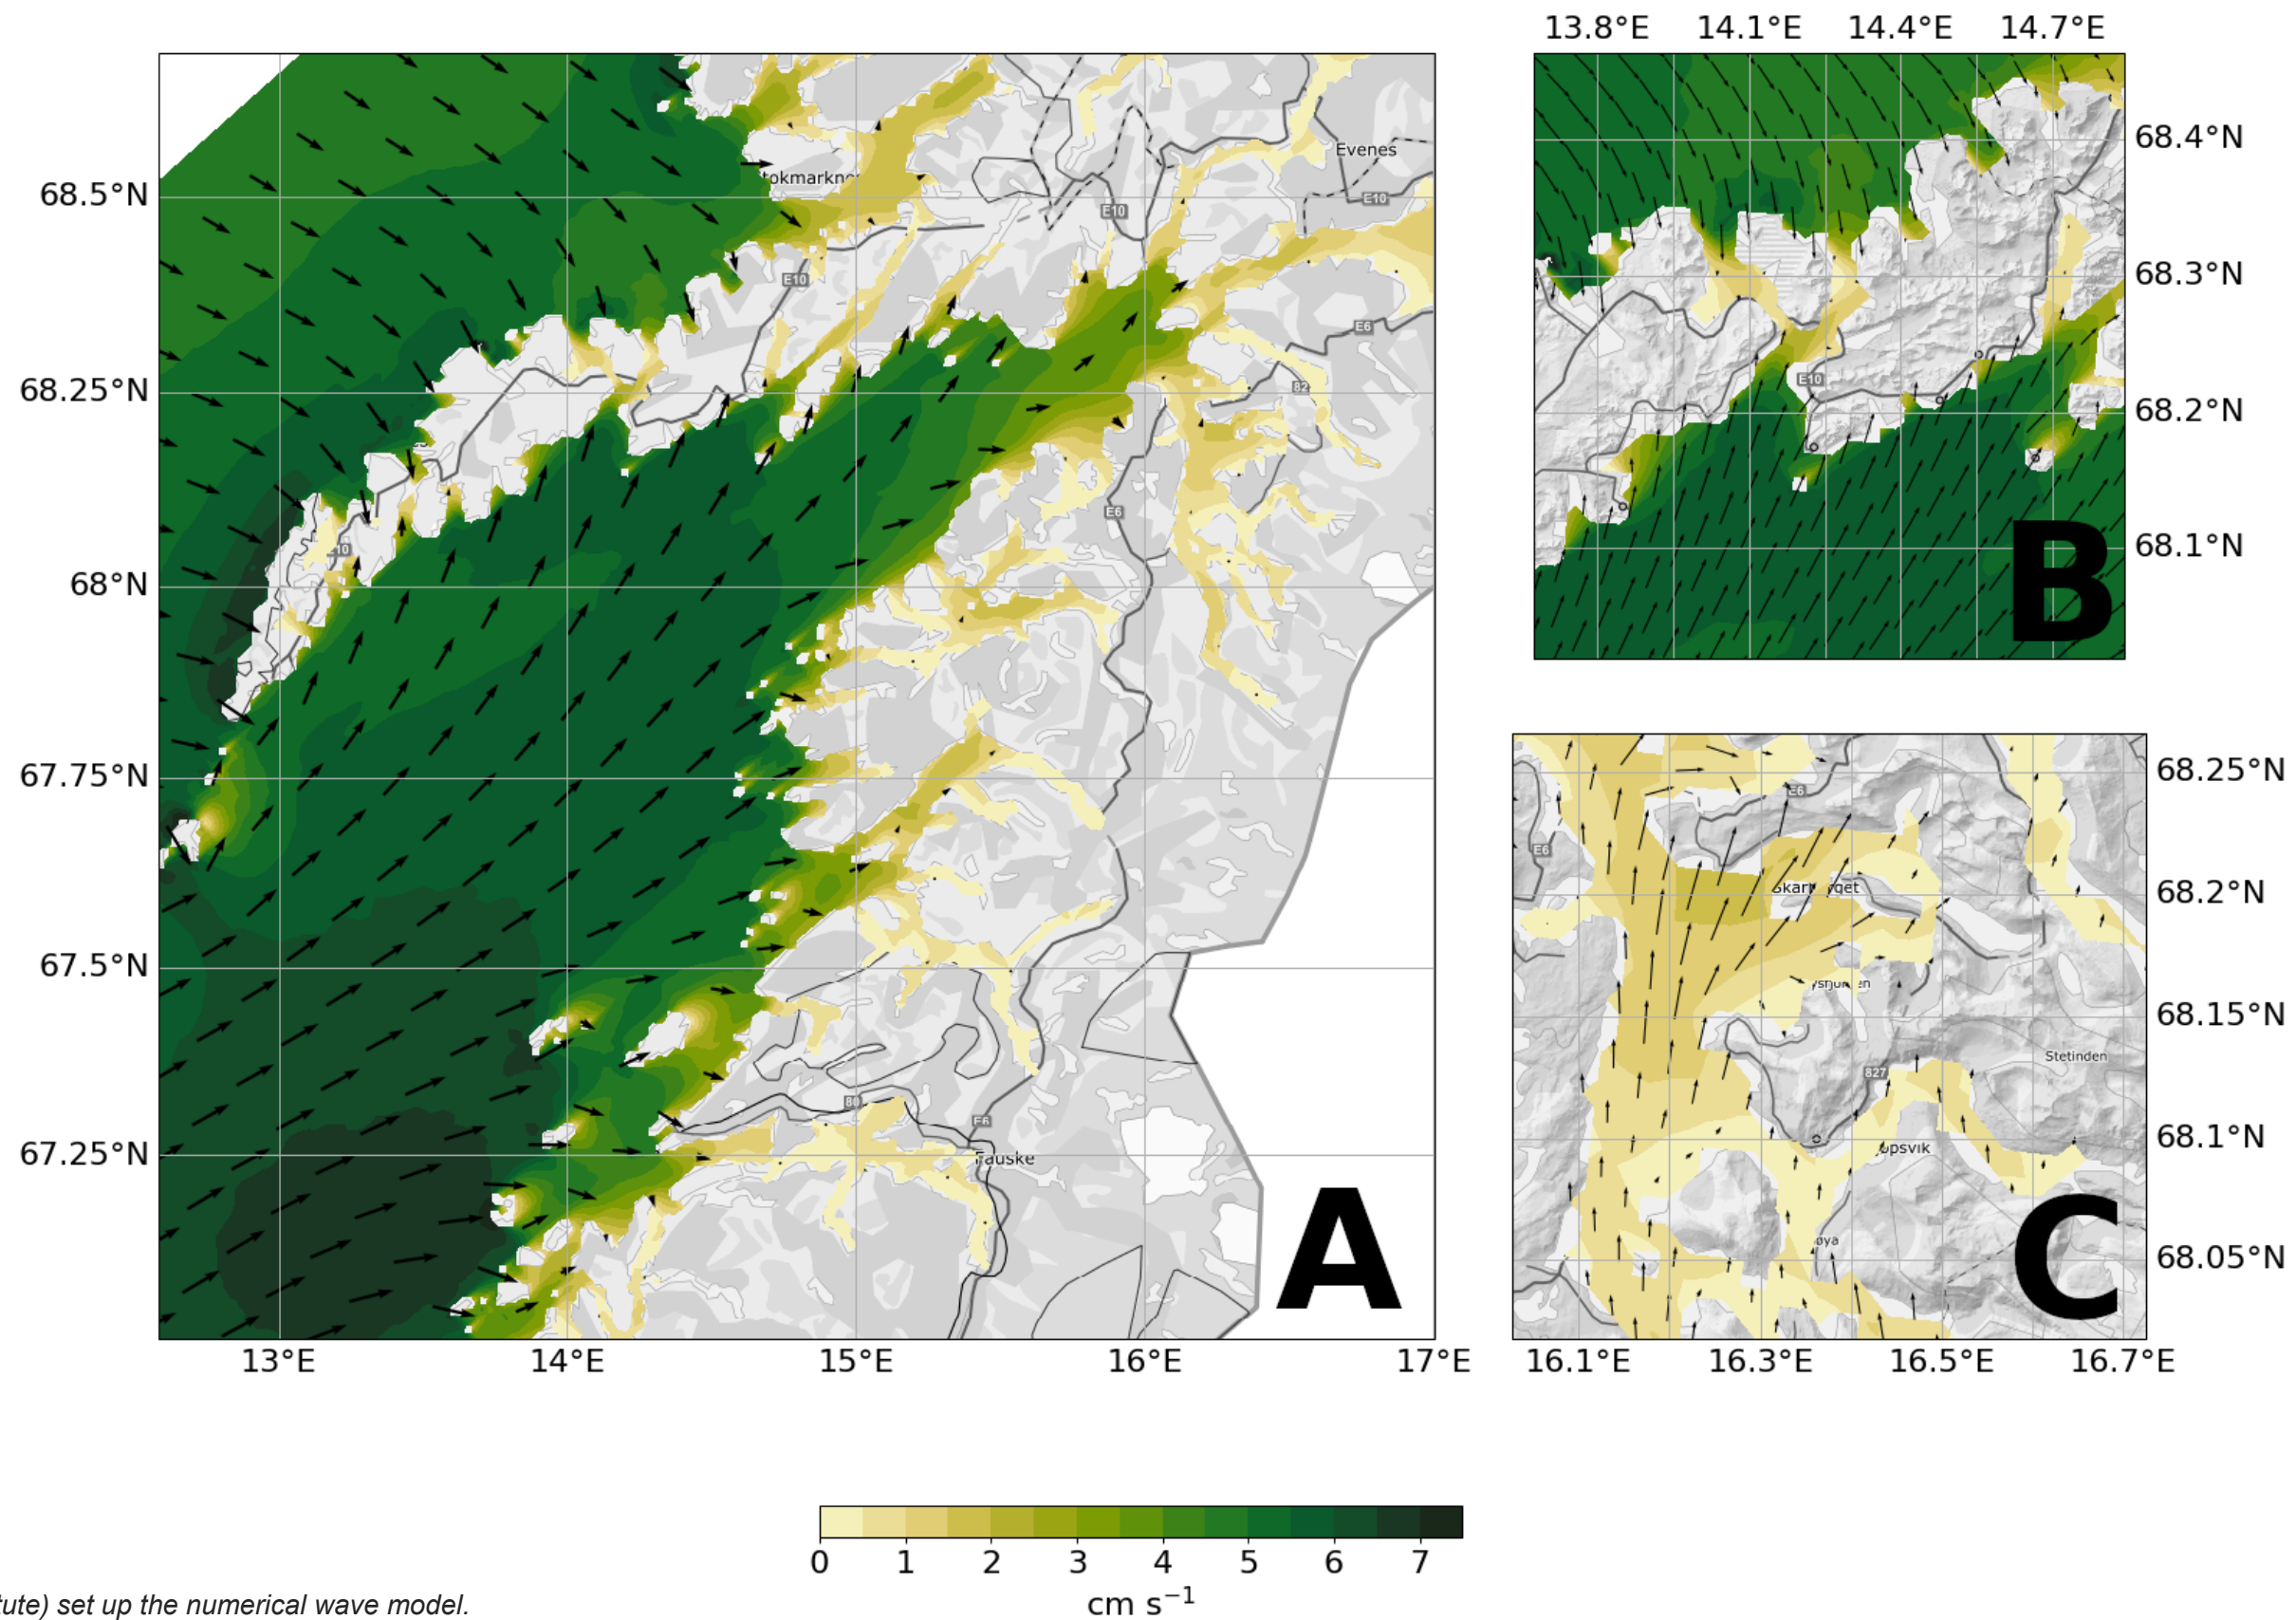 13.8°E 14.1°E 14.4°E 14.7°E
68.5°N
68.25°N
68°N
67.75°N
67.5°N
67.25°N
Evenes
E10
E10
E10
E6
82
E6
80
E6
Fauske
A
13°E 14°E 15°E 16°E 17°E
68.4°N
68.3°N
68.2°N
68.1°N
E10
B
68.25°N
68.2°N
68.15°N
68.1°N
68.05°N
E6
E6
Stetinden
827
øya
C
16.1°E 16.3°E 16.5°E 16.7°E
0 1 2 3 4 5 6 7
cm s⁻¹
set up the numerical wave model.